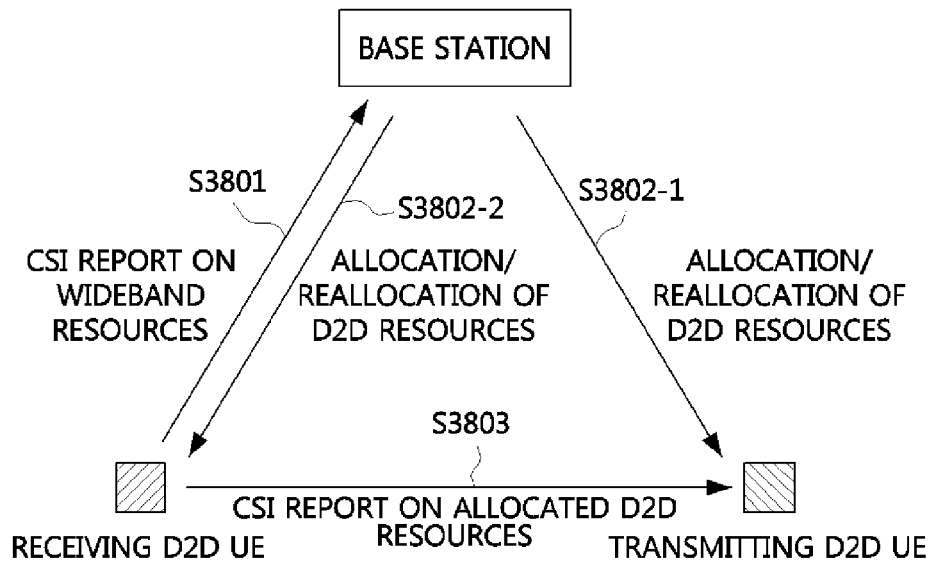 BASE STATION
S3801
S3802-2
S3802-1
CSI REPORT ON
WIDEBAND
RESOURCES
ALLOCATION/
REALLOCATION OF
D2D RESOURCES
ALLOCATION/
REALLOCATION OF
D2D RESOURCES
S3803
CSI REPORT ON ALLOCATED D2D
RESOURCES
RECEIVING D2D UE
TRANSMITTING D2D UE